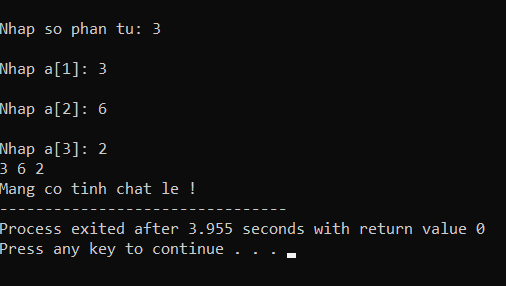 Nhap so phan tu: 3
Nhap a[1]: 3
Nhap a[2]: 6
Nhap a[3]: 2
3 6 2
Mang co tinh chat le !
--------------------------------
Process exited after 3.955 seconds with return value 0
Press any key to continue . . .